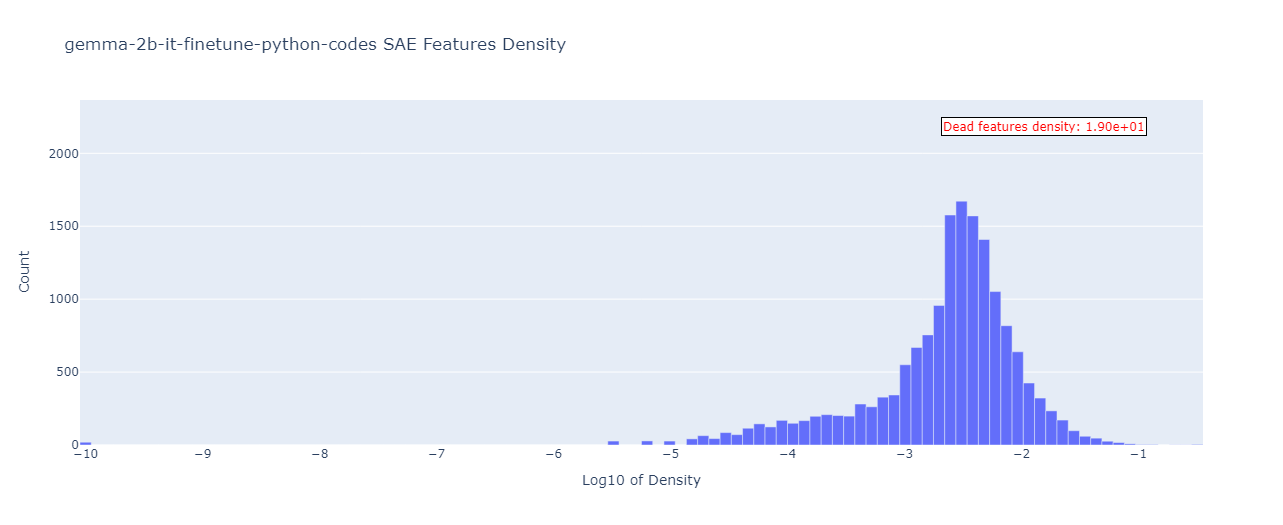 gemma-2b-it-finetune-python-codes SAE Features Density
Dead features density: 1.90e+01
2000
1500
1000
500
0
Count
−10 −9 −8 −7 −6 −5 −4 −3 −2 −1
Log10 of Density